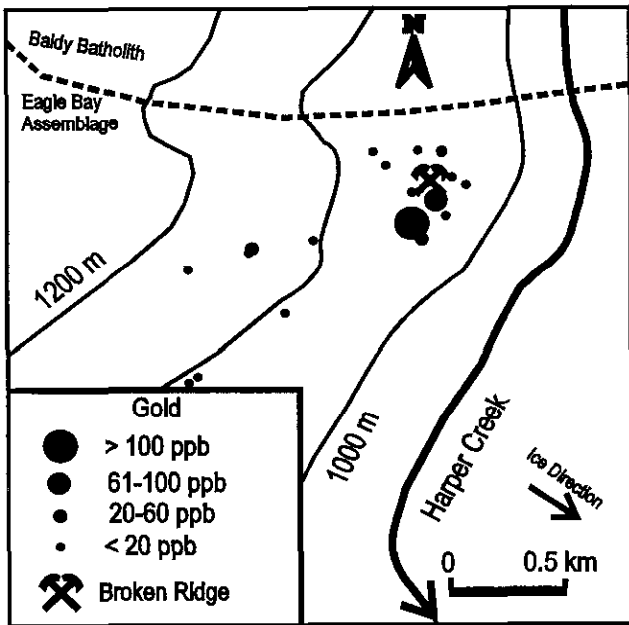 Baldy Batholith
N
Eagle Bay
Assemblage
1200 m
1000 m
Harper Creek
Ice Direction
Gold
> 100 ppb
61-100 ppb
20-60 ppb
< 20 ppb
Broken Ridge
0 0.5 km